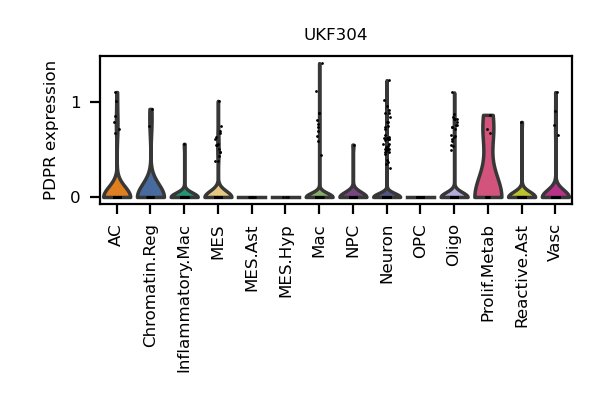 UKF304
PDPR expression
1
0
AC
Chromatin.Reg
Inflammatory.Mac
MES
MES.Ast
MES.Hyp
Mac
NPC
Neuron
OPC
Oligo
Prolif.Metab
Reactive.Ast
Vasc